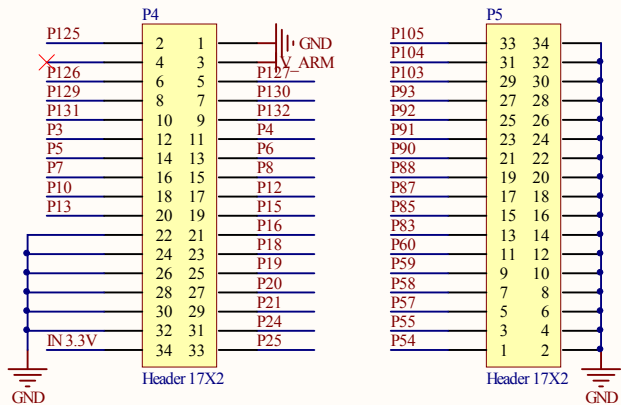 P4
P125 2 1 GND
4 3 V_ARM
P126 6 5 P127
P129 8 7 P130
P131 10 9 P132
P3 12 11 P4
P5 14 13 P6
P7 16 15 P8
P10 18 17 P12
P13 20 19 P15
22 21 P16
24 23 P18
26 25 P19
28 27 P20
30 29 P21
32 31 P24
IN 3.3V 34 33 P25
GND
Header 17X2
P5
P105 33 34
P104 31 32
P103 29 30
P93 27 28
P92 25 26
P91 23 24
P90 21 22
P88 19 20
P87 17 18
P85 15 16
P83 13 14
P60 11 12
P59 9 10
P58 7 8
P57 5 6
P55 3 4
P54 1 2
Header 17X2
GND